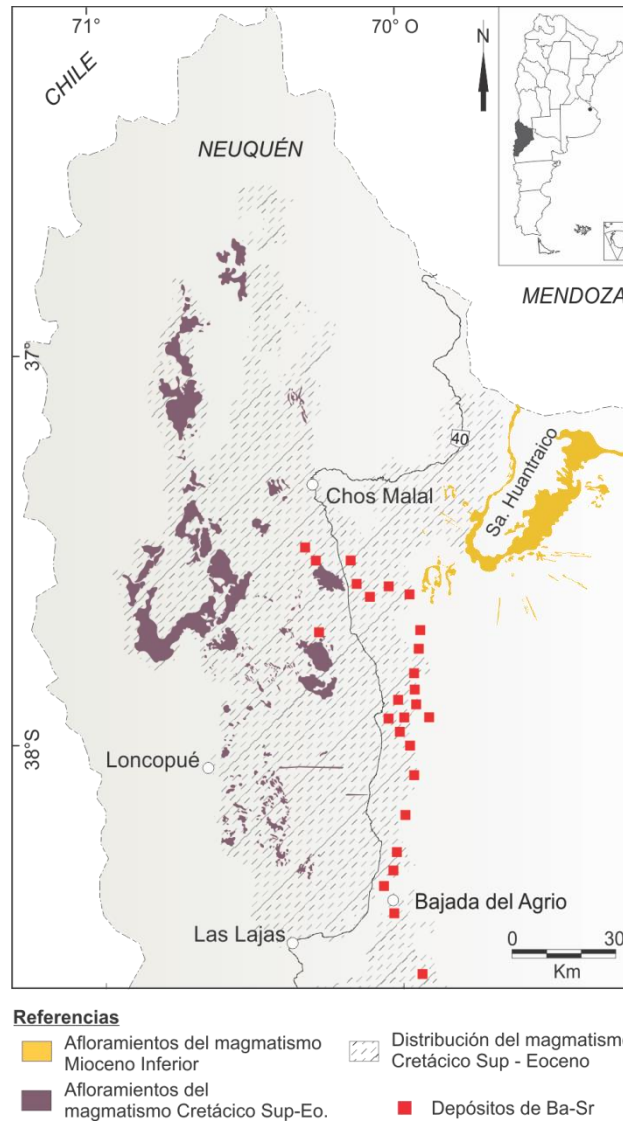 71°
70° O
N
CHILE
NEUQUÉN
MENDOZA
37°
40
Sa. Huantraico
Chos Malal
38°S
Loncopué
Bajada del Agrio
Las Lajas
0 30
Km
Referencias
Afloramientos del magmatismo
Mioceno Inferior
Afloramientos del
magmatismo Cretácico Sup-Eo.
Distribución del magmatismo
Cretácico Sup - Eoceno
Depósitos de Ba-Sr